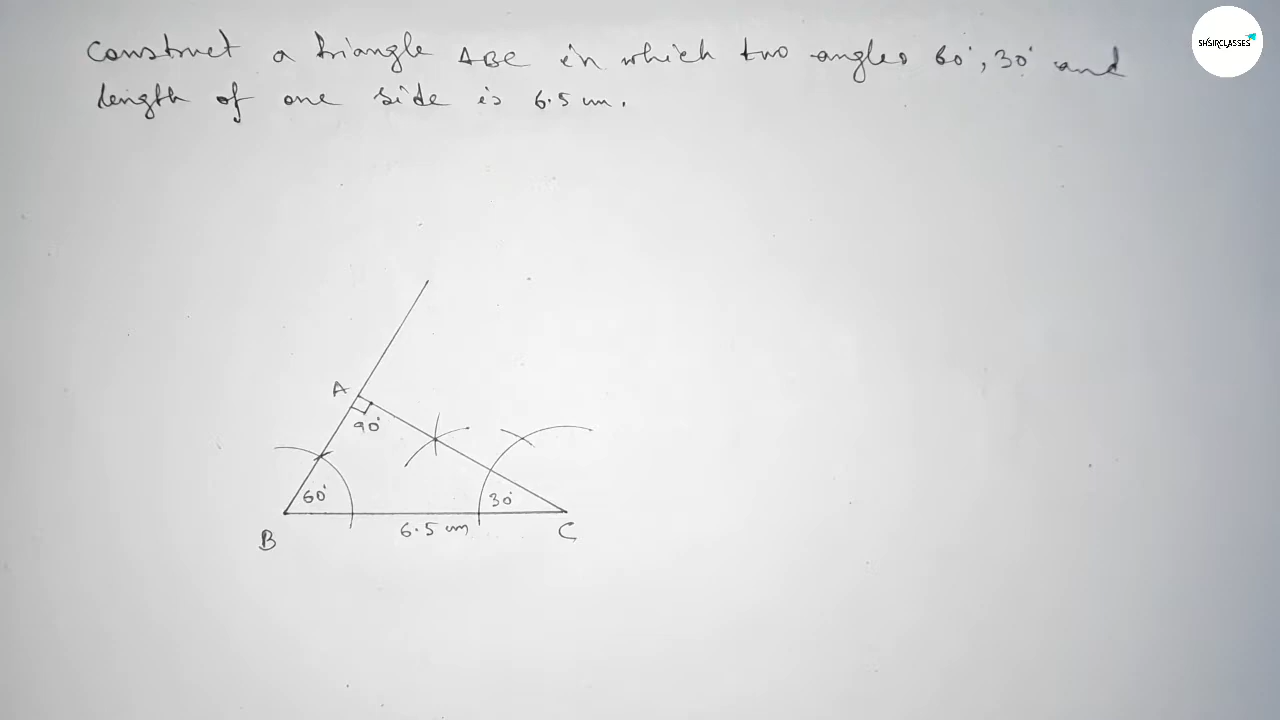 Construct a triangle ABC in which two angles 60°, 30° and
length of one side is 6.5 cm.
SHSIRCLASSES
A
90°
60°
30°
6.5 cm
B
C